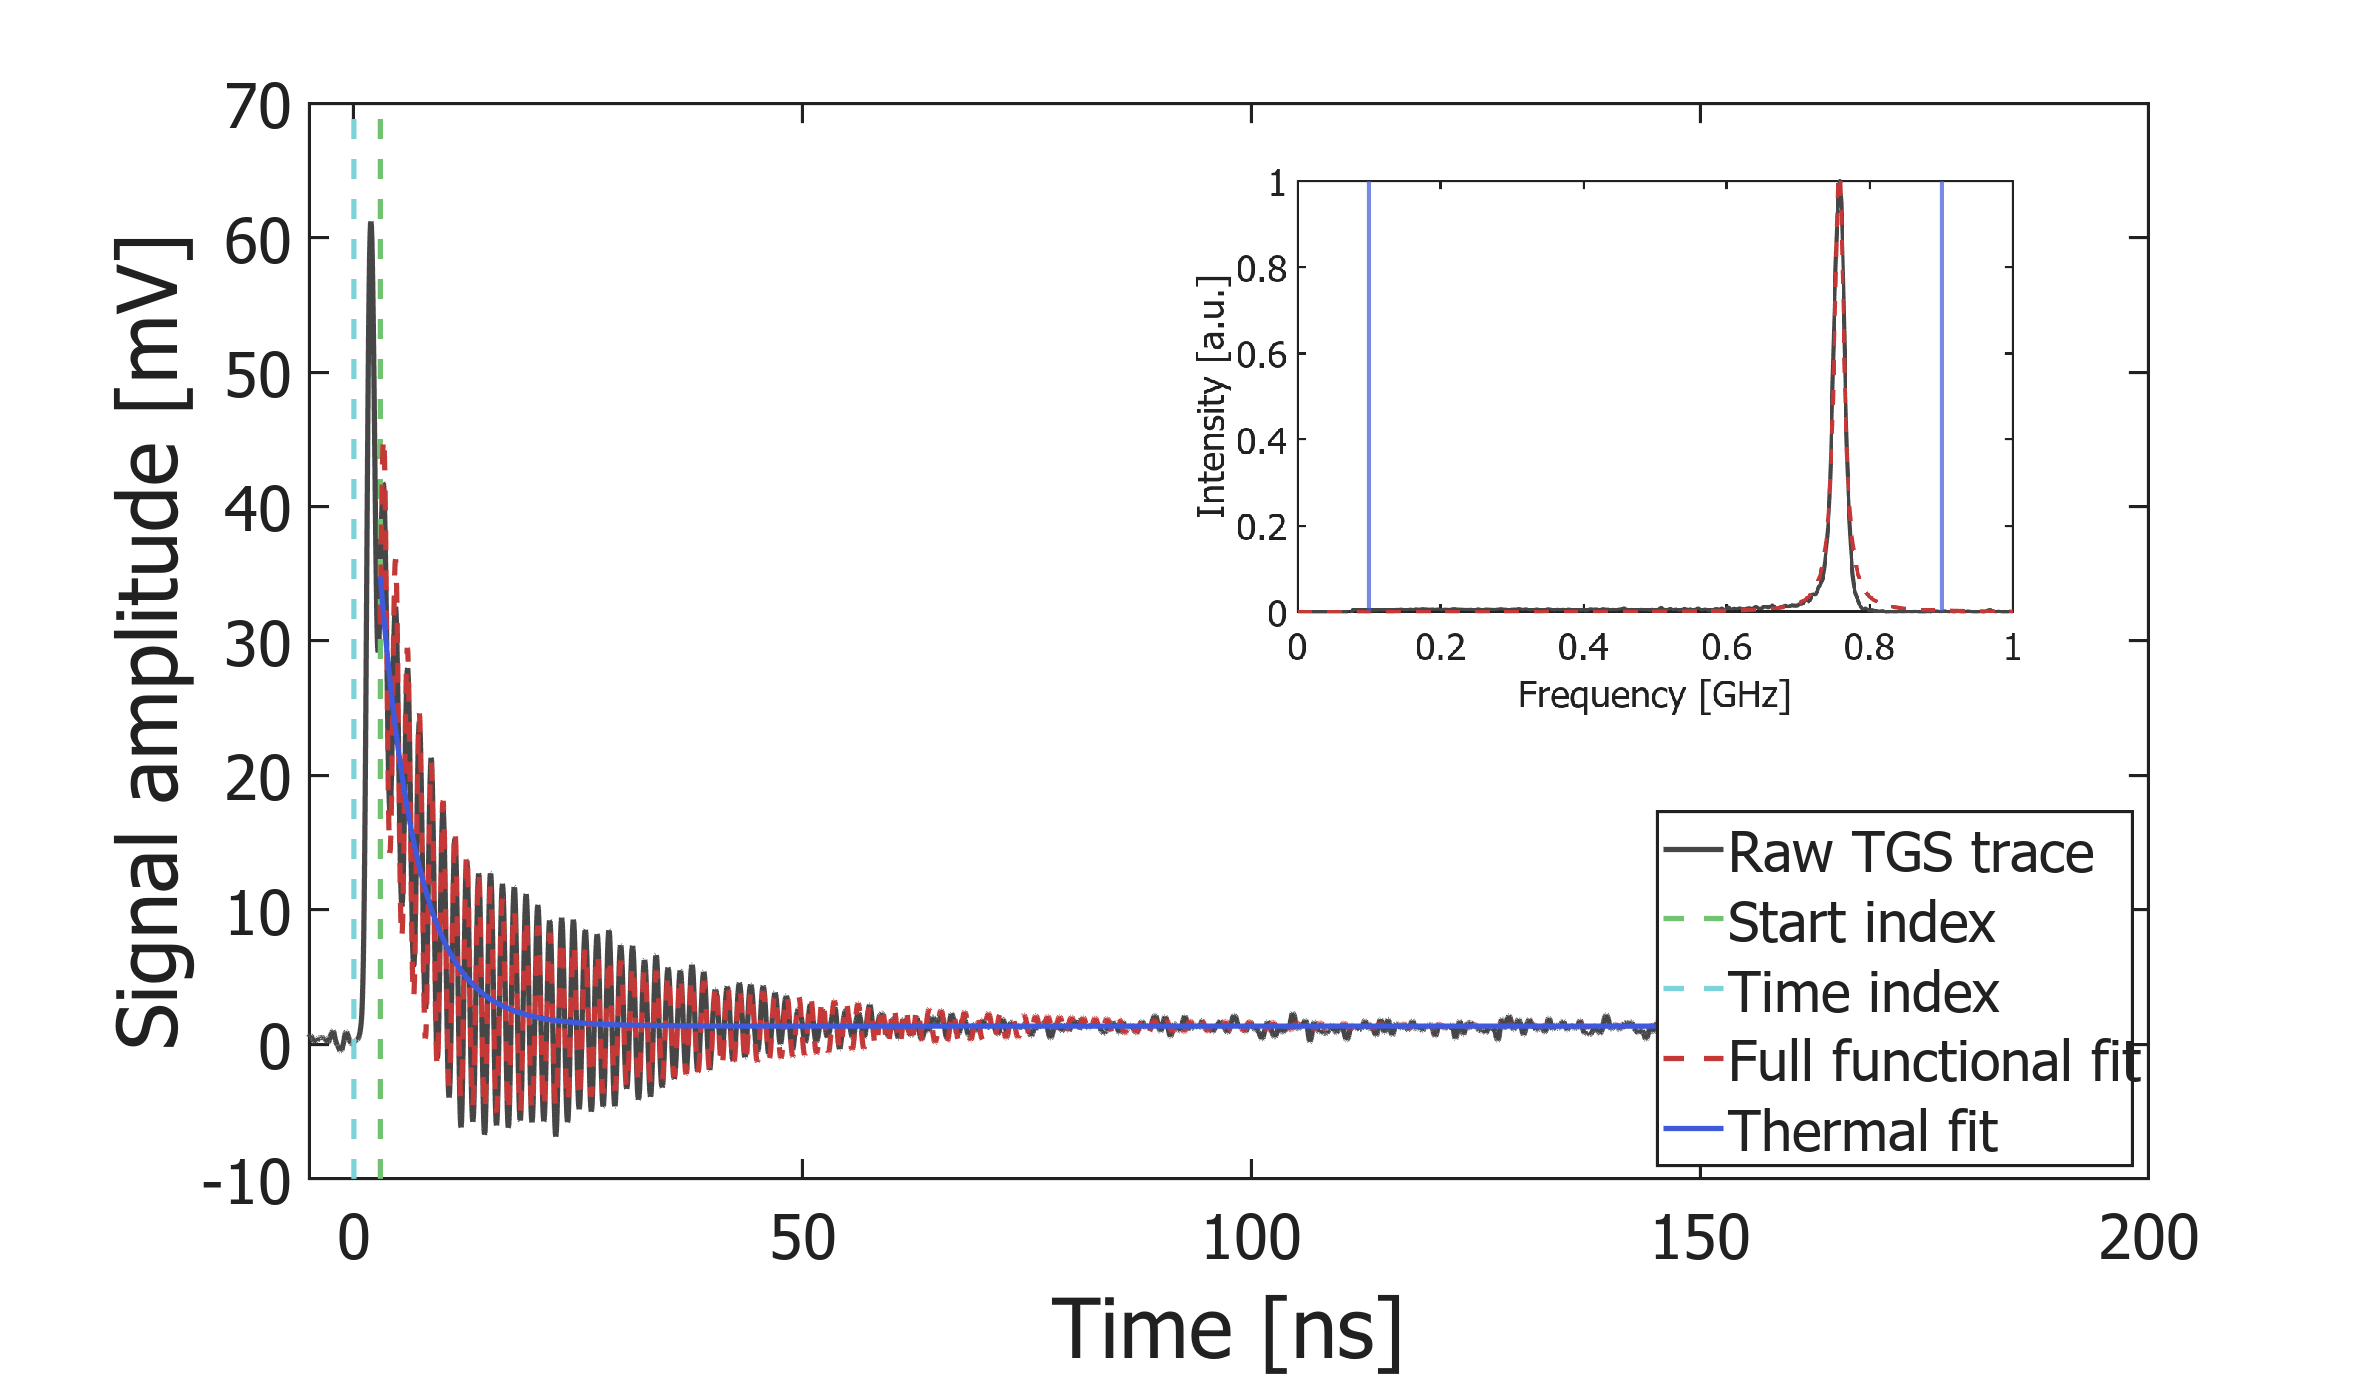 Signal amplitude [mV]
70
60
50
40
30
20
10
0
-10
0
50
100
150
200
Time [ns]
Intensity [a.u.]
1
0.8
0.6
0.4
0.2
0
0
0.2
0.4
0.6
0.8
1
Frequency [GHz]
Raw TGS trace
Start index
Time index
Full functional fit
Thermal fit